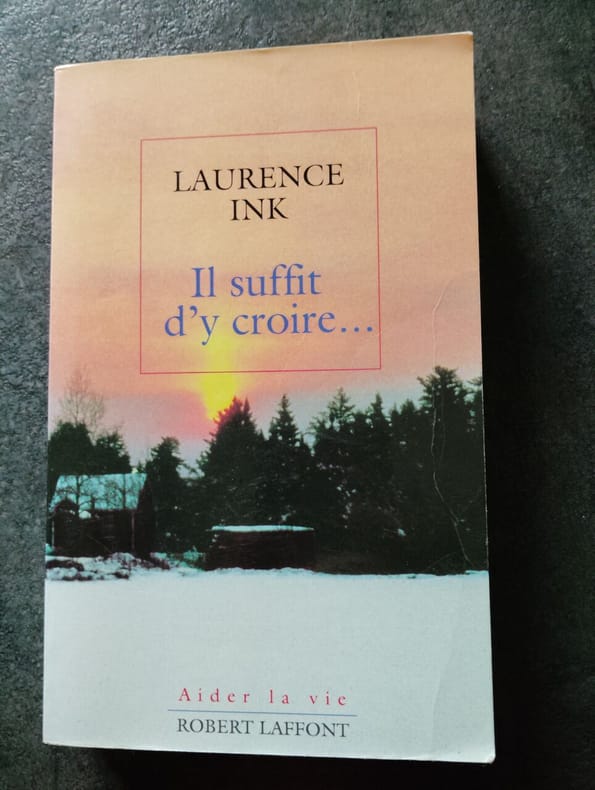 LAURENCE
INK
Il suffit
d'y croire...
Aider la vie
ROBERT LAFFONT